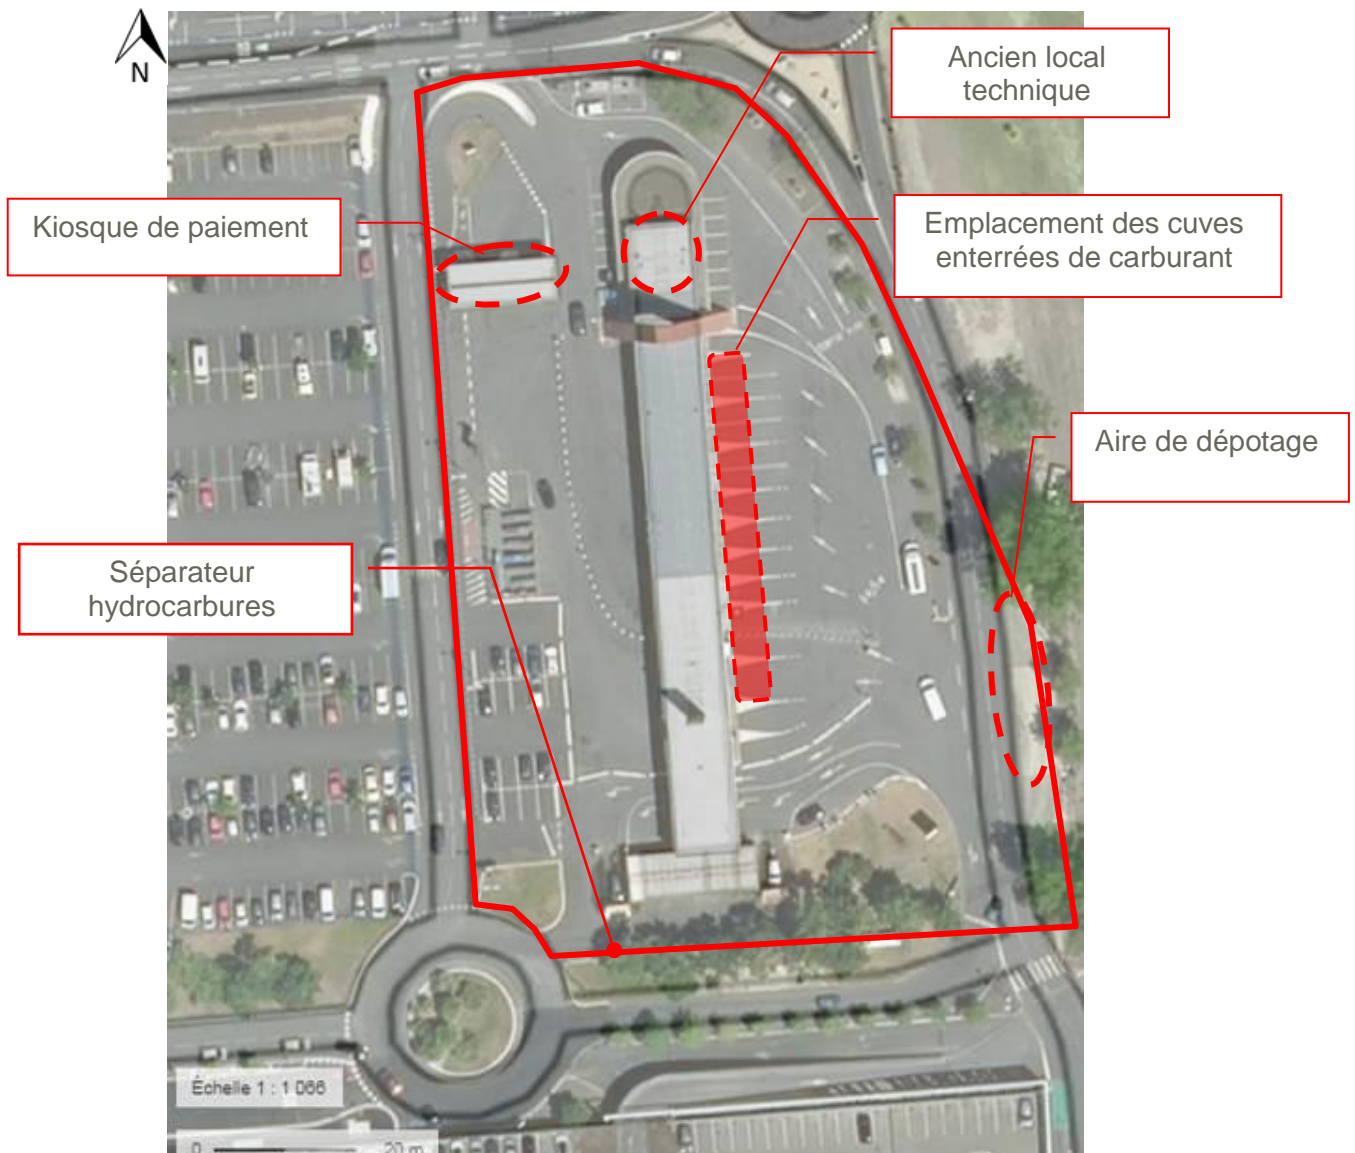 N
Ancien local
technique
Kiosque de paiement
Emplacement des cuves
enterrées de carburant
Aire de dépotage
Séparateur
hydrocarbures
Échelle 1 : 1 066
0 20 m